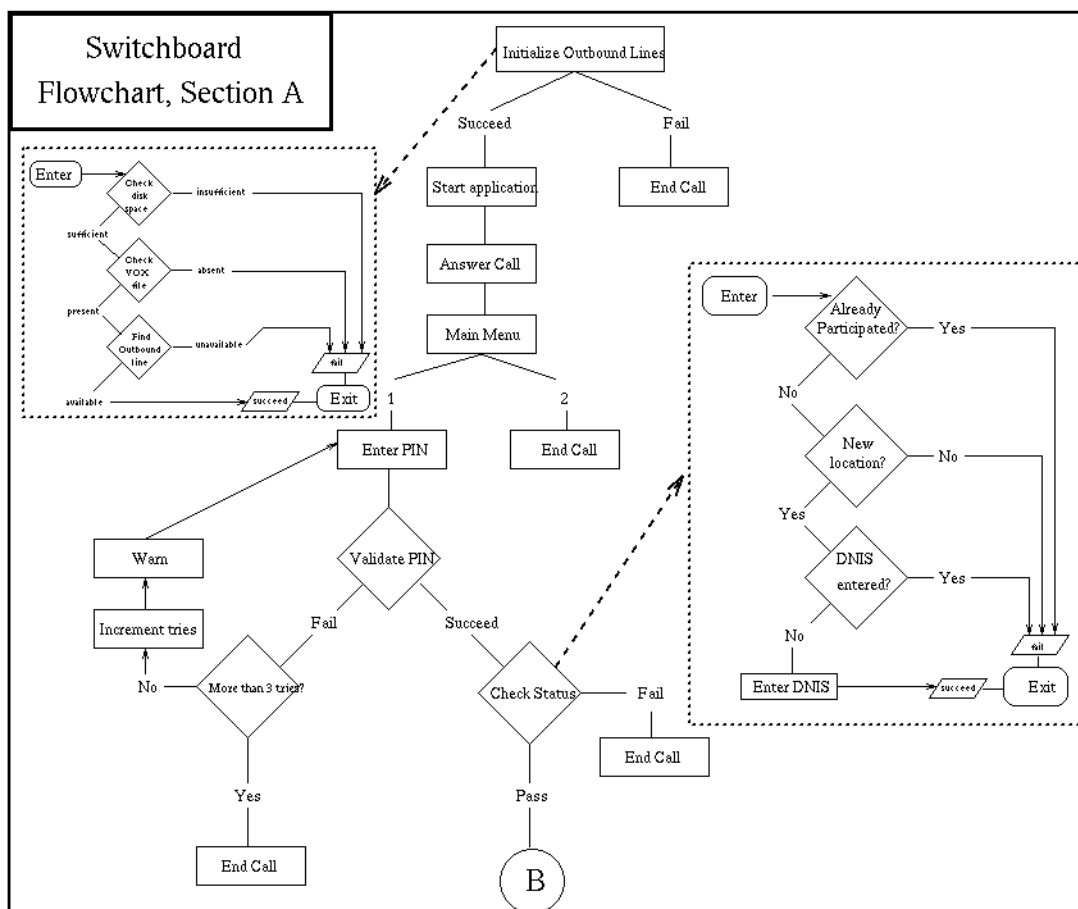 Switchboard
Flowchart, Section A
Initialize Outbound Lines
Succeed
Fail
Start application
End Call
Answer Call
Main Menu
1
2
Enter PIN
End Call
Validate PIN
Warn
Increment tries
Fail
Succeed
No
More than 3 tries?
Check Status
Fail
End Call
Yes
Pass
End Call
B
Enter
Check
disk
space
insufficient
sufficient
Check
VOX
file
absent
present
Find
Outbound
line
unavailable
fail
available
succeed
Exit
Enter
Already
Participated?
Yes
No
New
location?
No
Yes
DNIS
entered?
Yes
No
fail
Enter DNIS
succeed
Exit